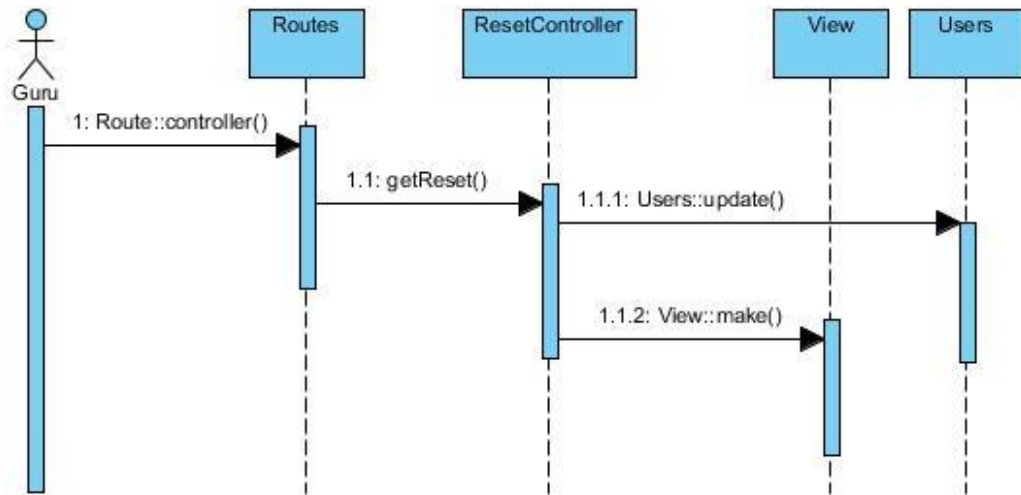 Routes
ResetController
View
Users
Guru
1: Route::controller()
1.1: getReset()
1.1.1: Users::update()
1.1.2: View::make()